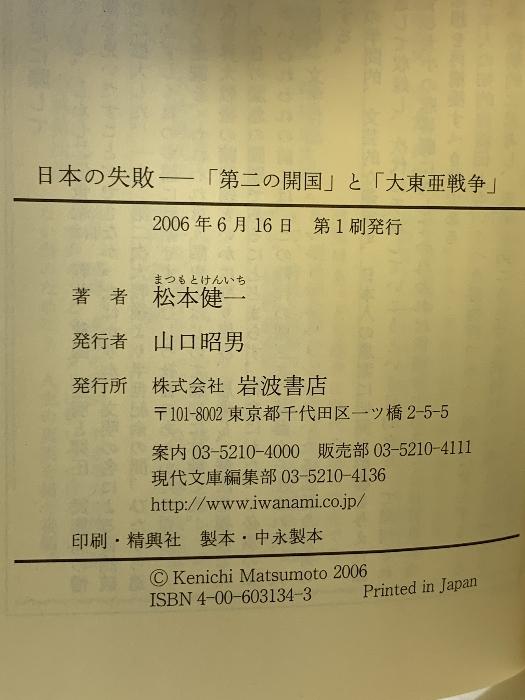 日本の失敗——「第二の開国」と「大東亜戦争」
2006年6月16日　第1刷発行
まつもとけんいち
著　者　松本健一
発行者　山口昭男
発行所　株式会社 岩波書店
〒101-8002 東京都千代田区一ツ橋 2-5-5
案内 03-5210-4000　販売部 03-5210-4111
現代文庫編集部 03-5210-4136
http://www.iwanami.co.jp/
印刷・精興社　製本・中永製本
© Kenichi Matsumoto 2006
ISBN 4-00-603134-3　Printed in Japan